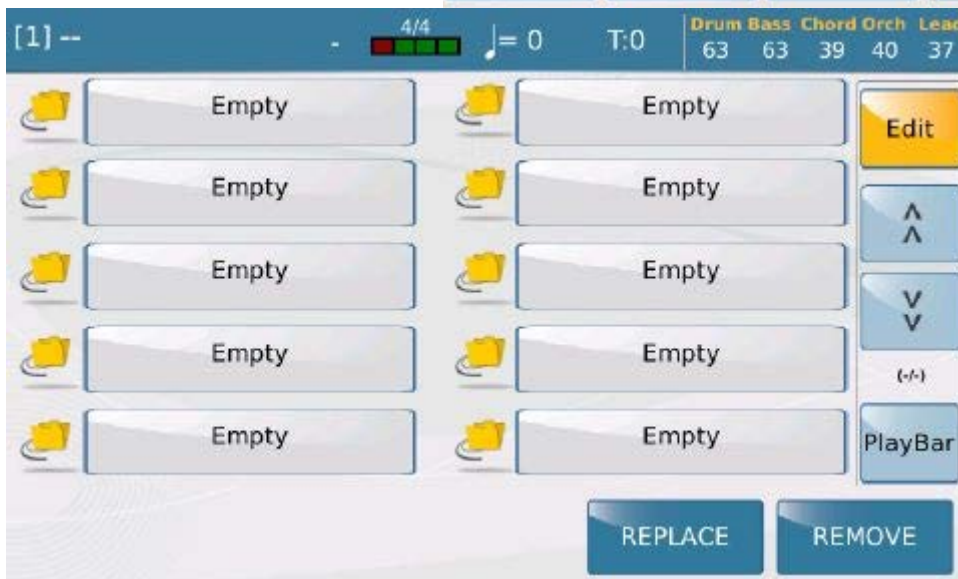 [1] -- - 4/4 ♩= 0 T:0 Drum Bass Chord Orch Lead
63 63 39 40 37
Empty Empty Edit
Empty Empty
Empty Empty
Empty Empty (-/-)
Empty Empty PlayBar
REPLACE REMOVE